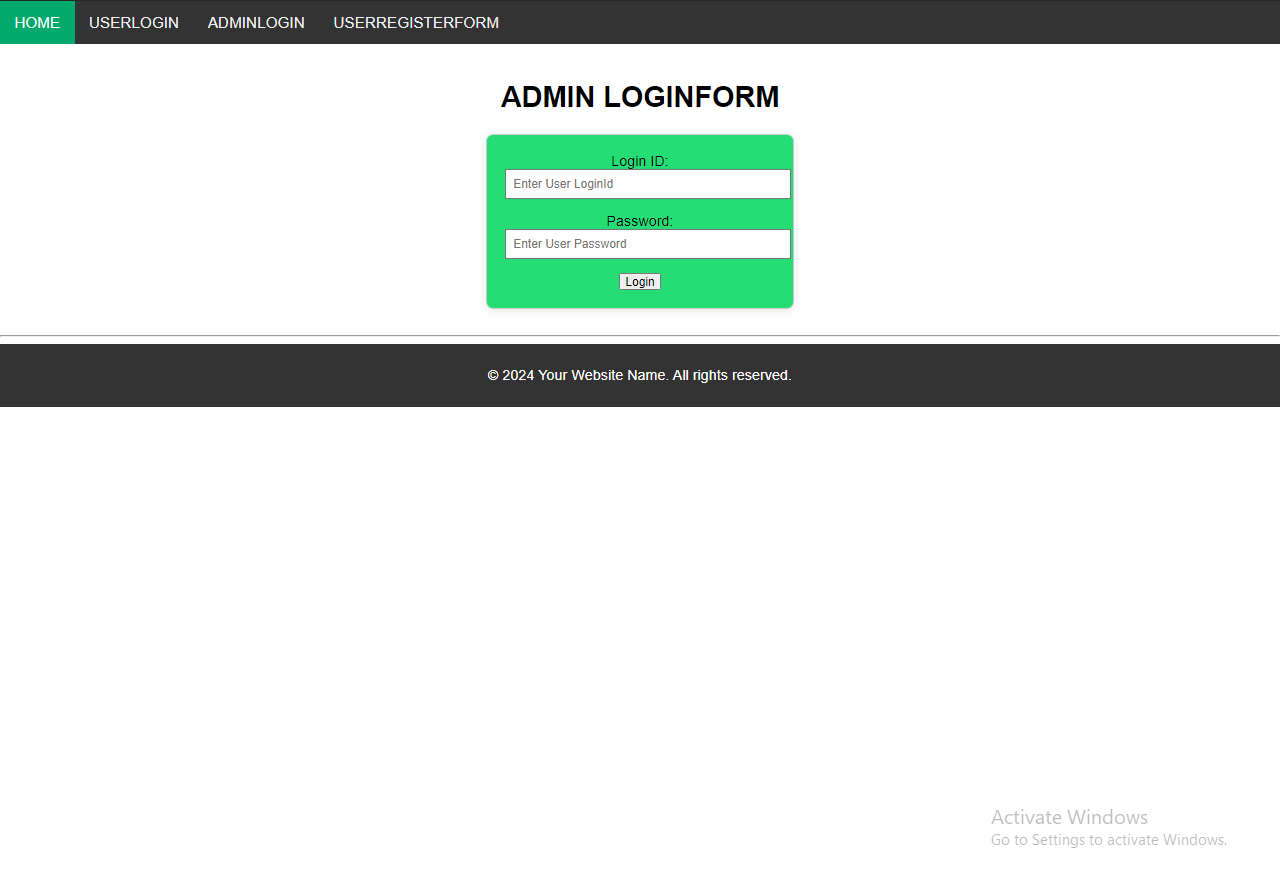 HOME USERLOGIN ADMINLOGIN USERREGISTERFORM
ADMIN LOGINFORM
Login ID:
Enter User LoginId
Password:
Enter User Password
Login
© 2024 Your Website Name. All rights reserved.
Activate Windows
Go to Settings to activate Windows.